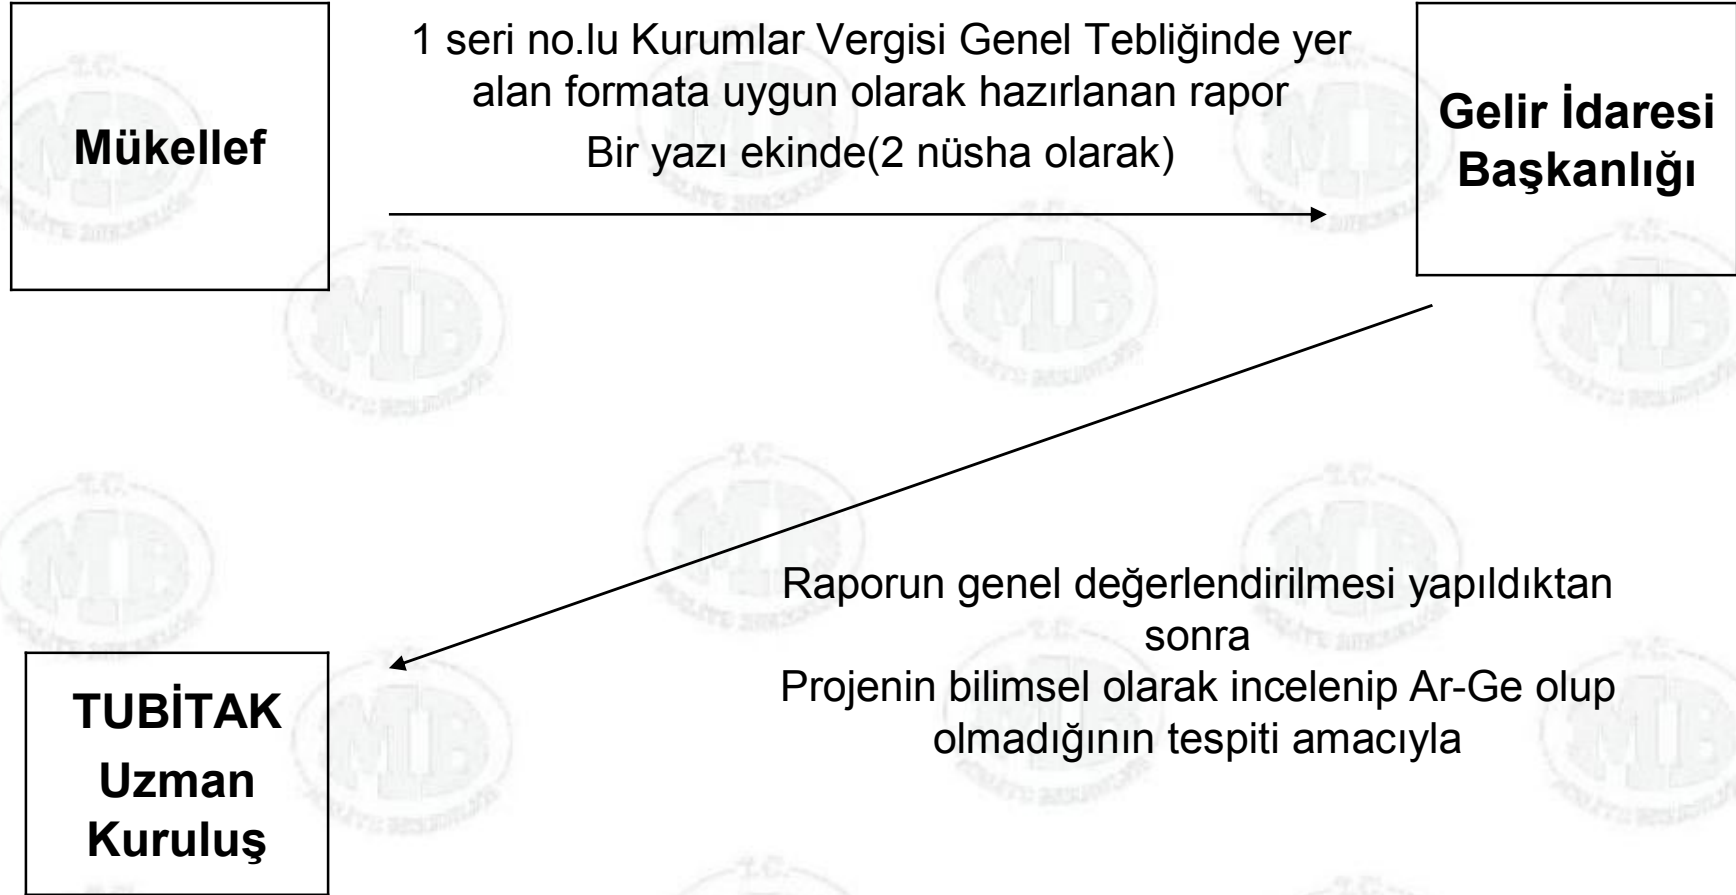 Mükellef
1 seri no.lu Kurumlar Vergisi Genel Tebliğinde yer
alan formata uygun olarak hazırlanan rapor
Bir yazı ekinde(2 nüsha olarak)
Gelir İdaresi
Başkanlığı
Raporun genel değerlendirilmesi yapıldıktan
sonra
Projenin bilimsel olarak incelenip Ar-Ge olup
olmadığının tespiti amacıyla
TUBİTAK
Uzman
Kuruluş